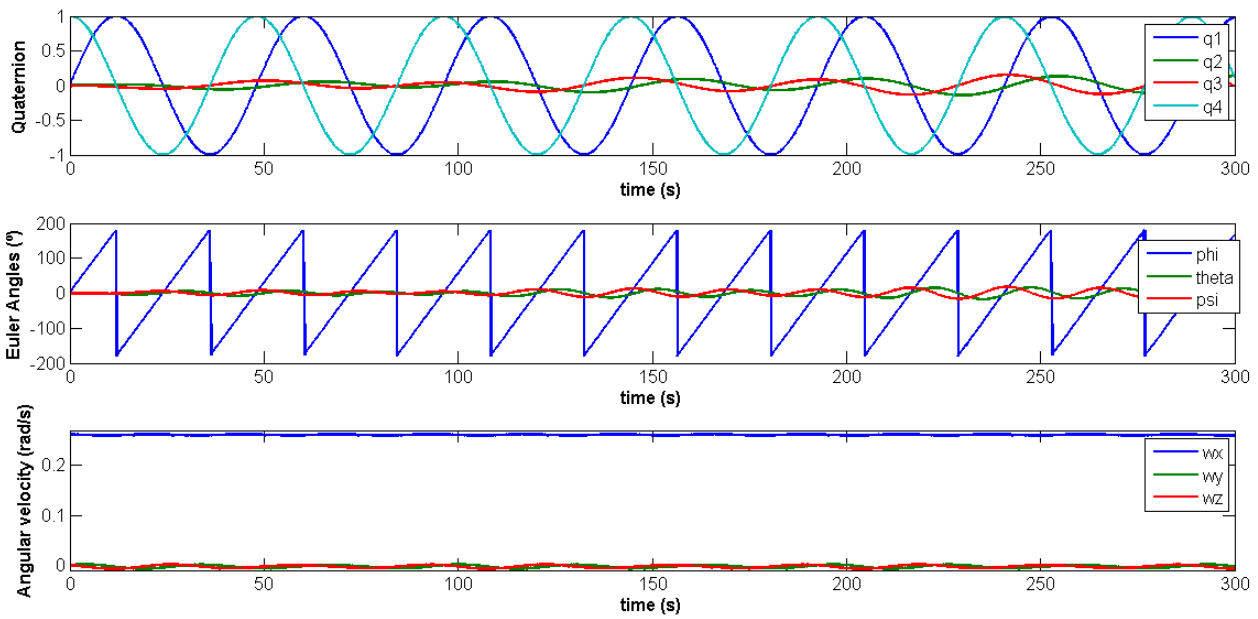 Quaternion
1
0.5
0
-0.5
-1
0
50
100
150
200
250
300
time (s)
q1
q2
q3
q4
Euler Angles (º)
200
100
0
-100
-200
0
50
100
150
200
250
300
time (s)
phi
theta
psi
Angular velocity (rad/s)
0.2
0.1
0
0
50
100
150
200
250
300
time (s)
wx
wy
wz